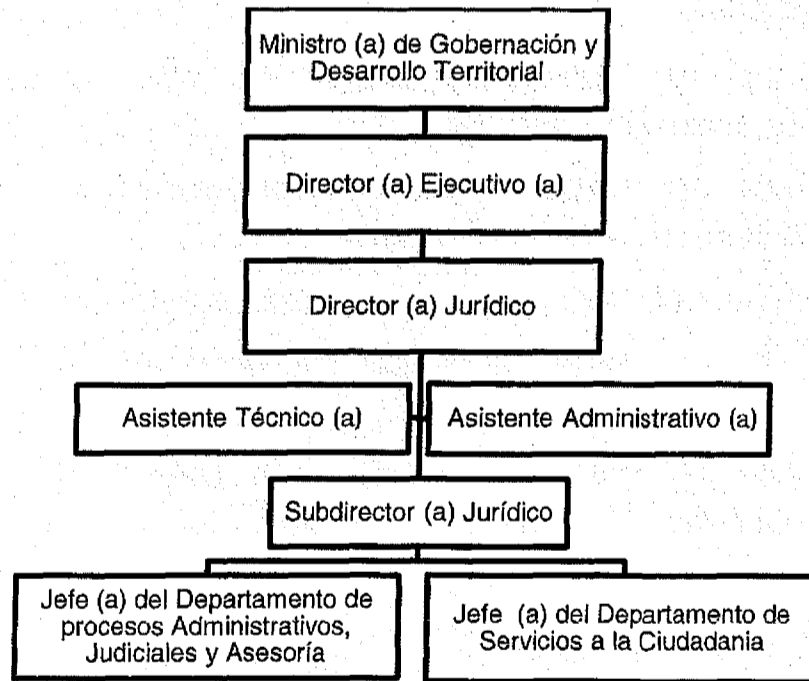 Ministro (a) de Gobernación y
Desarrollo Territorial
Director (a) Ejecutivo (a)
Director (a) Jurídico
Asistente Técnico (a)
Asistente Administrativo (a)
Subdirector (a) Jurídico
Jefe (a) del Departamento de
procesos Administrativos,
Judiciales y Asesoría
Jefe (a) del Departamento de
Servicios a la Ciudadania